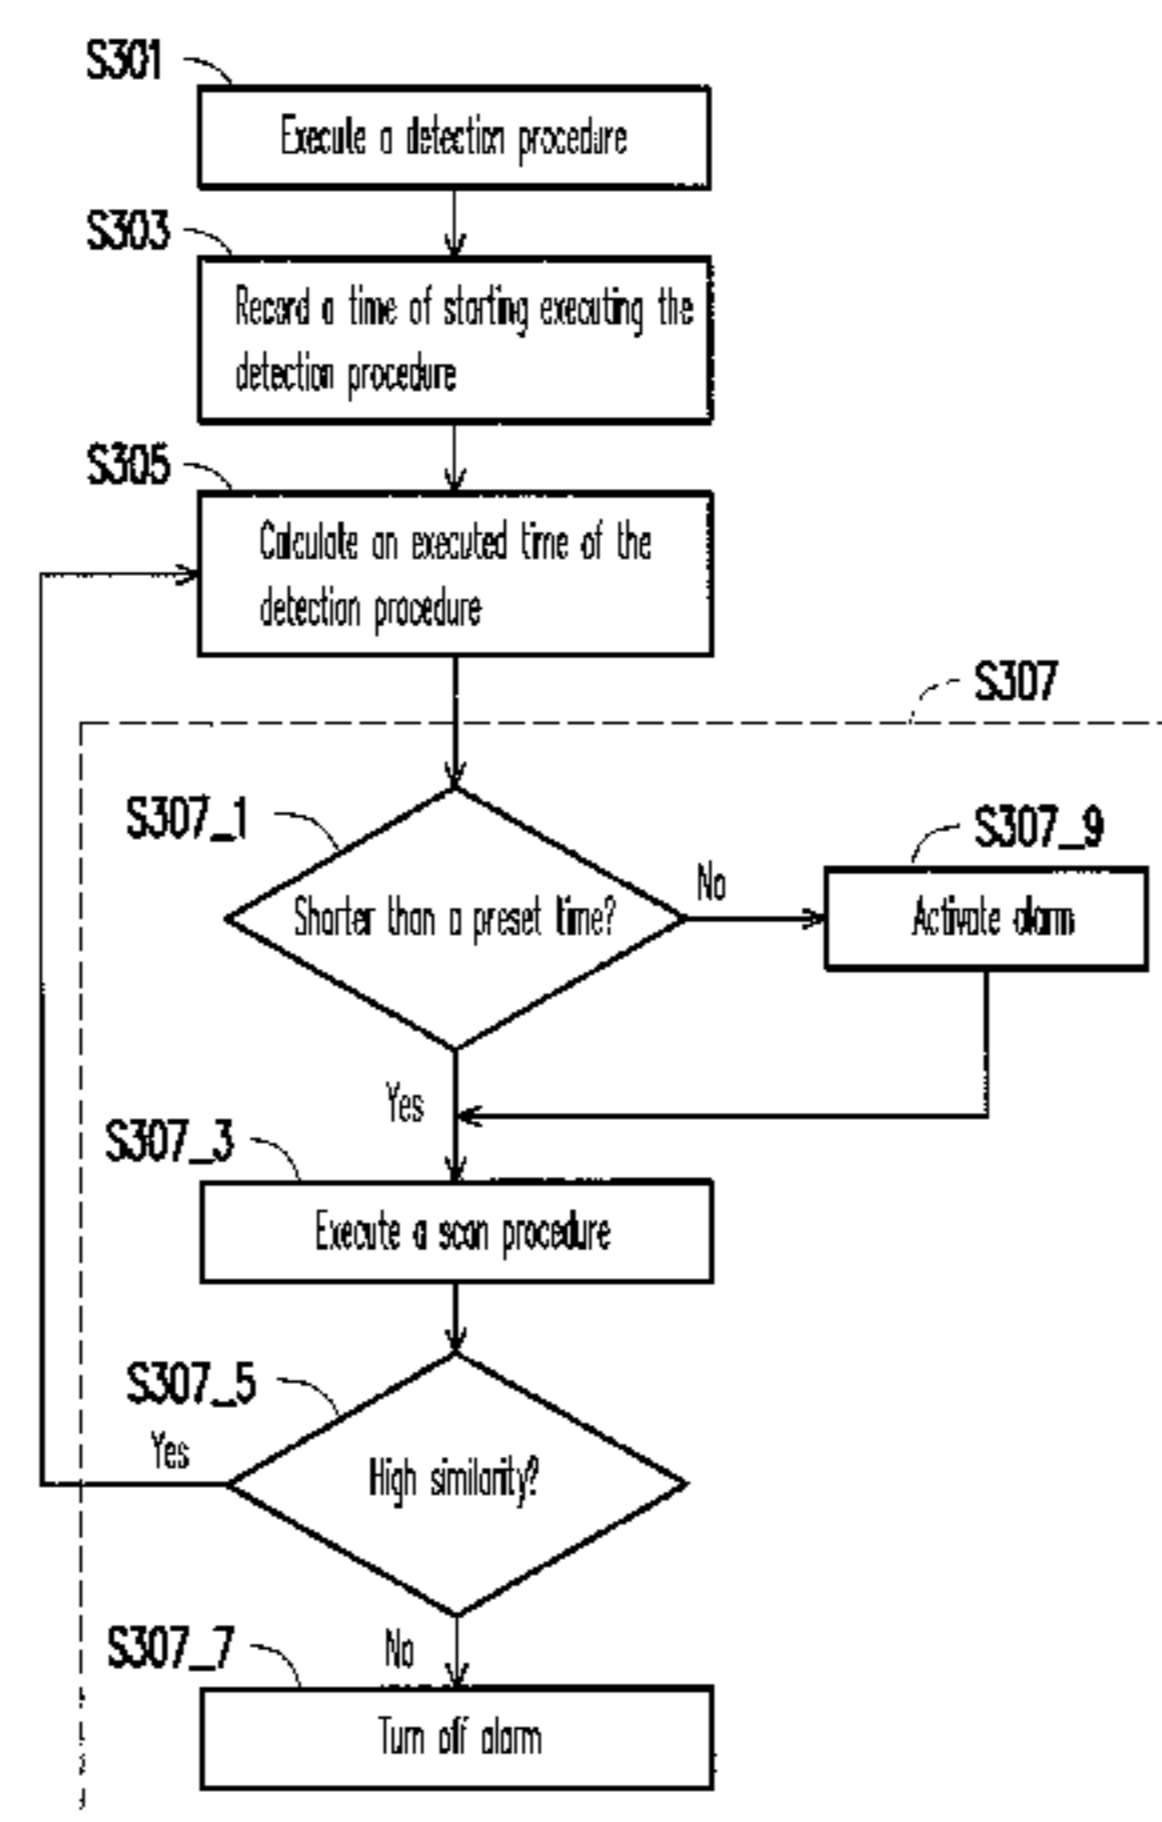 S301
Execute a detection procedure
S303
Record a time of starting executing the
detection procedure
S305
Calculate an executed time of the
detection procedure
S307
S307_1
Shorter than a preset time?
No
S307_9
Activate alarm
Yes
S307_3
Execute a scan procedure
S307_5
Yes
High similarity?
No
S307_7
Turn off alarm